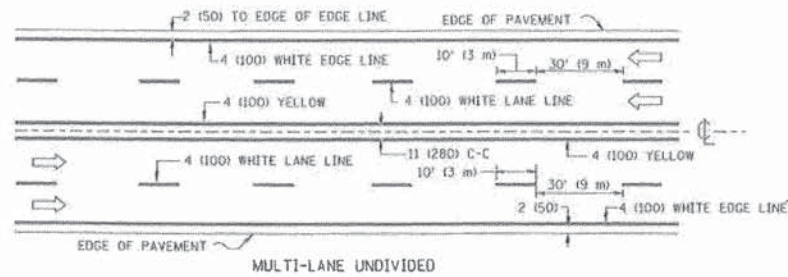 2 (50) TO EDGE OF EDGE LINE
EDGE OF PAVEMENT
4 (100) WHITE EDGE LINE
10' (3 m)
30' (9 m)
4 (100) YELLOW
4 (100) WHITE LANE LINE
CL
4 (100) WHITE LANE LINE
11 (280) C-C
4 (100) YELLOW
10' (3 m)
30' (9 m)
2 (50)
4 (100) WHITE EDGE LINE
EDGE OF PAVEMENT
MULTI-LANE UNDIVIDED